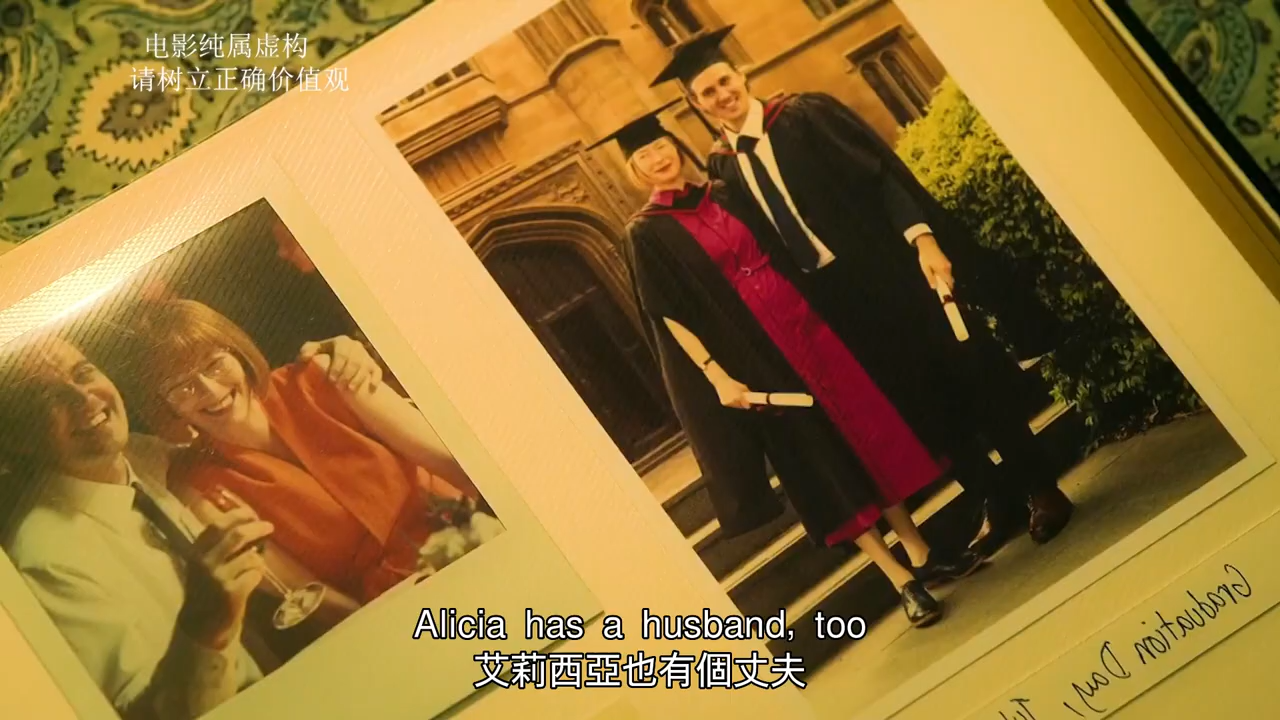 电影纯属虚构
请树立正确价值观
Graduation Day,
Alicia has a husband, too
艾莉西亞也有個丈夫